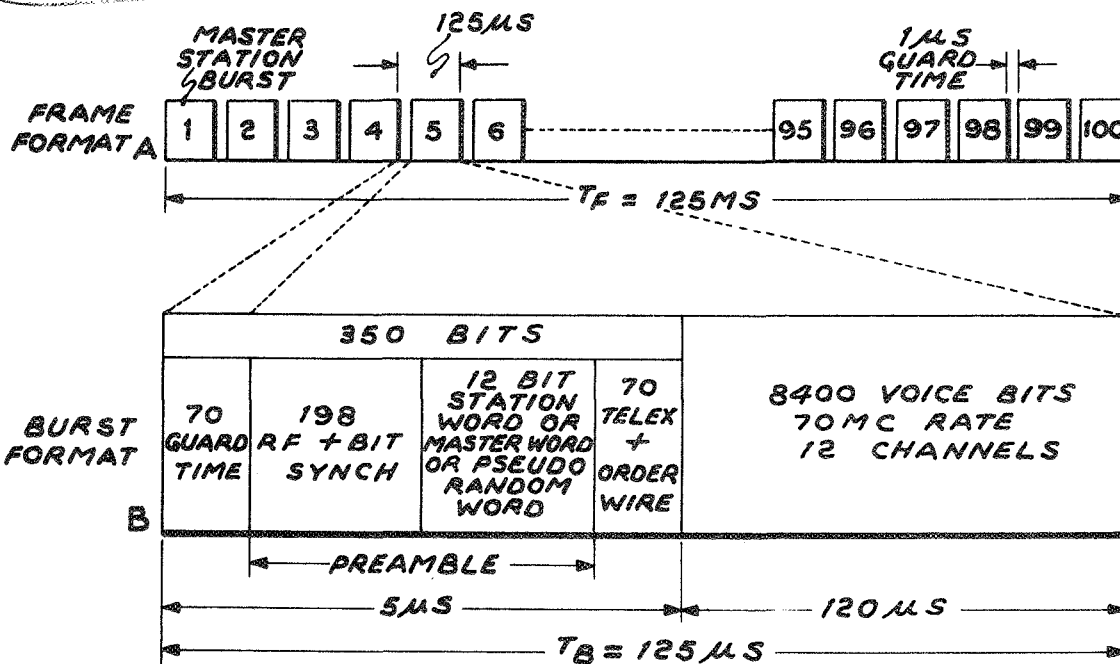 125μS
MASTER
STATION
BURST
1μS
GUARD
TIME
FRAME
FORMAT A
1 2 3 4 5 6 95 96 97 98 99 100
TF = 125MS
350 BITS
BURST
FORMAT
B
70
GUARD
TIME
198
RF + BIT
SYNCH
12 BIT
STATION
WORD OR
MASTER WORD
OR PSEUDO
RANDOM
WORD
70
TELEX
+
ORDER
WIRE
8400 VOICE BITS
70MC RATE
12 CHANNELS
PREAMBLE
5μS
120μS
TB = 125μS